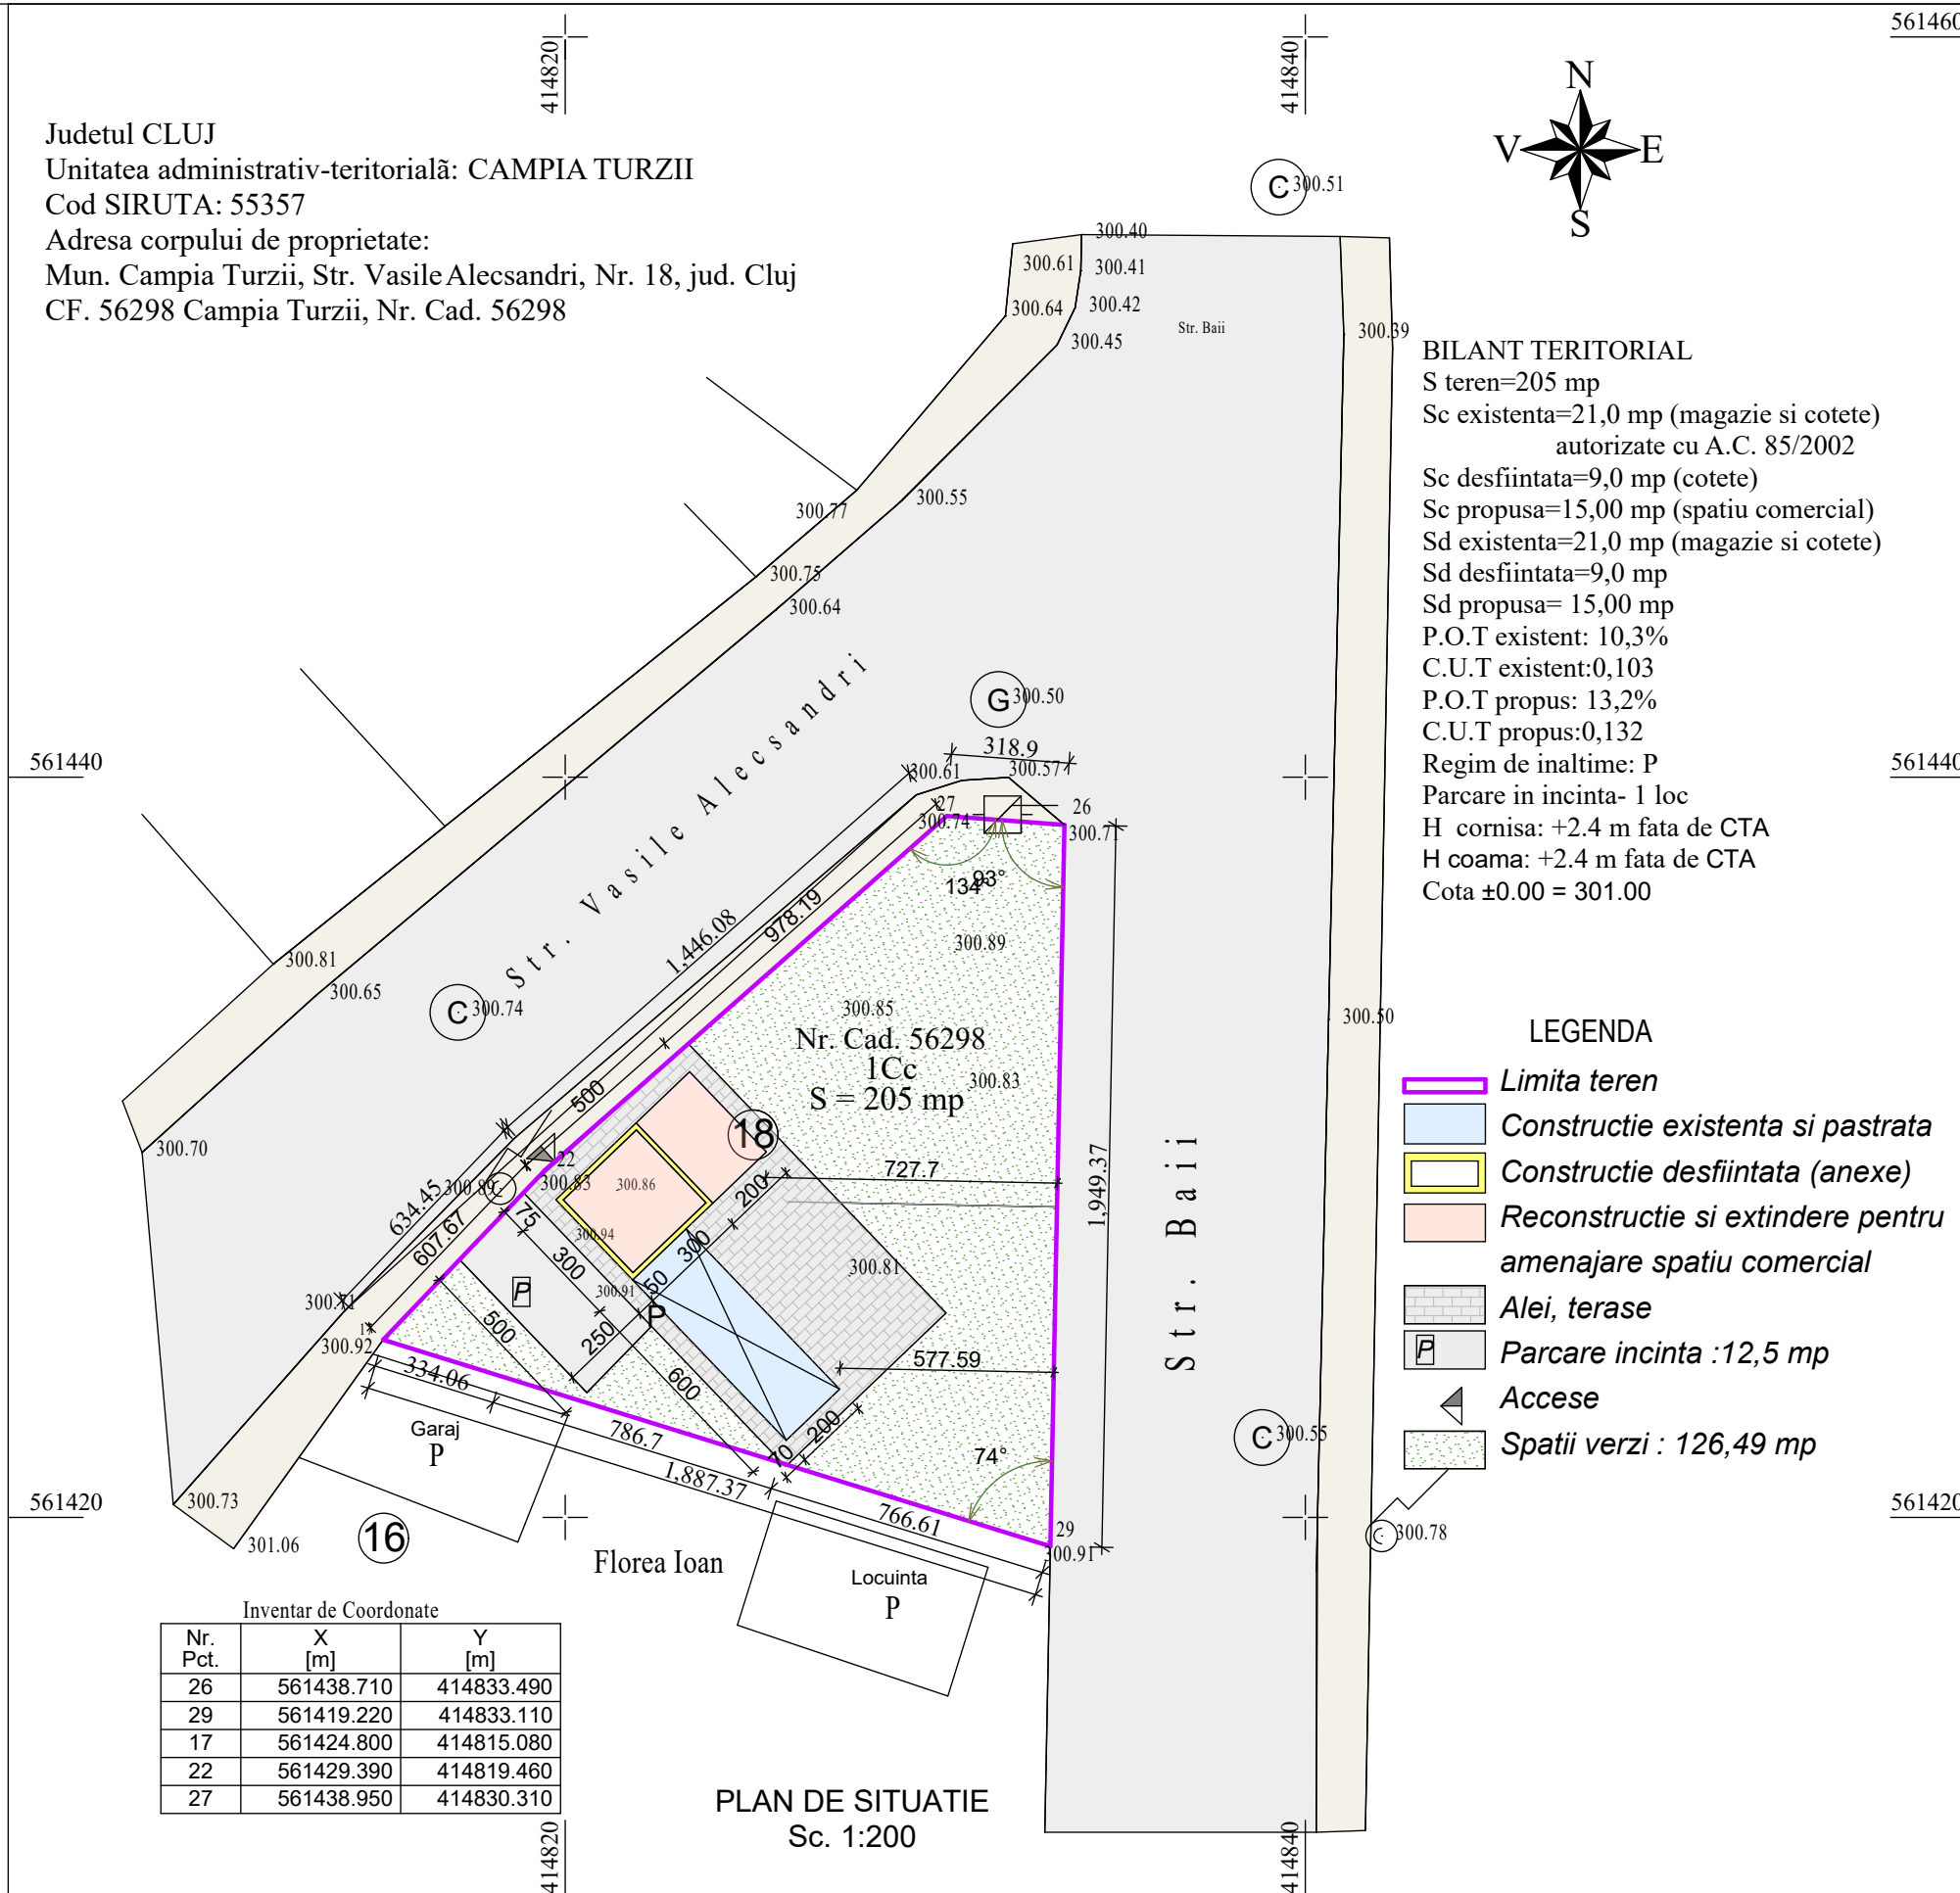 561460
414820
414840
N
V
E
S
Judetul CLUJ
Unitatea administrativ-teritorială: CAMPIA TURZII
Cod SIRUTA: 55357
Adresa corpului de proprietate:
Mun. Campia Turzii, Str. Vasile Alecsandri, Nr. 18, jud. Cluj
CF. 56298 Campia Turzii, Nr. Cad. 56298
C 300.51
300.40
300.61
300.41
300.64
300.42
300.45
Str. Baii
300.39
BILANT TERITORIAL
S teren=205 mp
Sc existenta=21,0 mp (magazie si cotete)
autorizate cu A.C. 85/2002
Sc desfiintata=9,0 mp (cotete)
Sc propusa=15,00 mp (spatiu comercial)
Sd existenta=21,0 mp (magazie si cotete)
Sd desfiintata=9,0 mp
Sd propusa= 15,00 mp
P.O.T existent: 10,3%
C.U.T existent:0,103
P.O.T propus: 13,2%
C.U.T propus:0,132
Regim de inaltime: P
Parcare in incinta- 1 loc
H cornisa: +2.4 m fata de CTA
H coama: +2.4 m fata de CTA
Cota ±0.00 = 301.00
300.77
300.55
300.75
300.64
Str. Vasile Alecsandri
G 300.50
318.9
561440
561440
300.61
300.57
27
26
300.74
300.71
134°
93°
978.19
1,446.08
300.89
300.81
300.65
C 300.74
300.85
Nr. Cad. 56298
1Cc
S = 205 mp
300.83
300.50
500
18
300.70
22
300.83
300.89
300.86
727.7
634.45
607.67
75
200
1,949.37
Str. Baii
300.94
300
300
300.81
300.91
50
P
P
300.71
500
250
577.59
17
300.92
334.06
600
200
C 300.55
Garaj
P
786.7
70
74°
1,887.37
766.61
300.73
301.06
16
Florea Ioan
29
300.91
Locuinta
P
300.78
561420
561420
LEGENDA
Limita teren
Constructie existenta si pastrata
Constructie desfiintata (anexe)
Reconstructie si extindere pentru
amenajare spatiu comercial
Alei, terase
P Parcare incinta :12,5 mp
Accese
Spatii verzi : 126,49 mp
Inventar de Coordonate
Nr. Pct. X [m] Y [m]
26 561438.710 414833.490
29 561419.220 414833.110
17 561424.800 414815.080
22 561429.390 414819.460
27 561438.950 414830.310
PLAN DE SITUATIE
Sc. 1:200
414820
414840